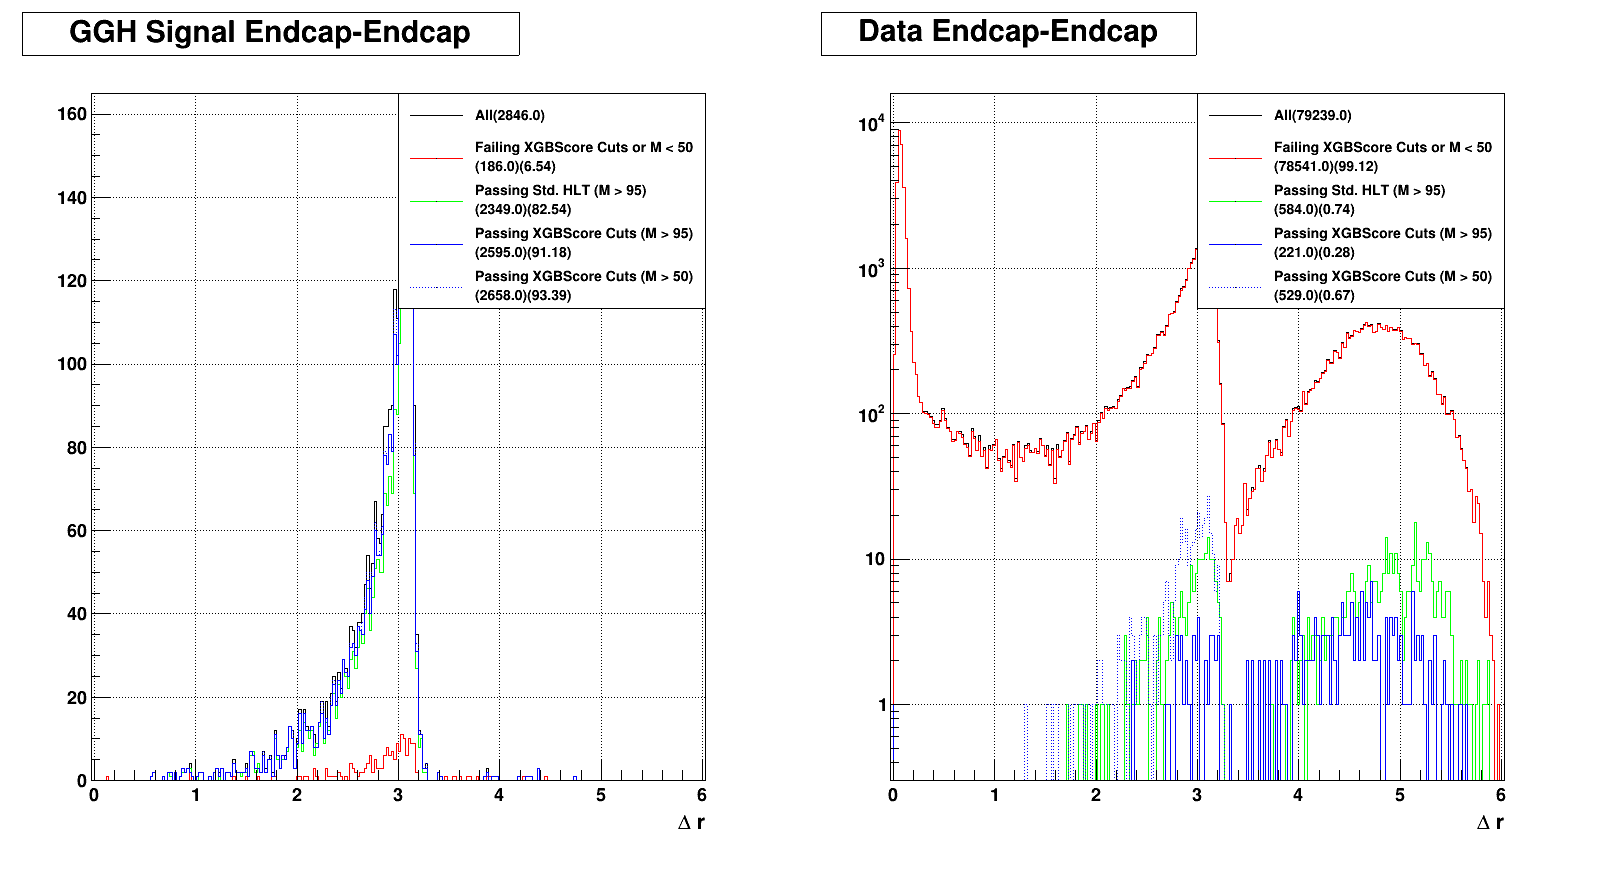 GGH Signal Endcap-Endcap
160
140
120
100
80
60
40
20
0
0 1 2 3 4 5 6
Δ r
All(2846.0)
Failing XGBScore Cuts or M < 50
(186.0)(6.54)
Passing Std. HLT (M > 95)
(2349.0)(82.54)
Passing XGBScore Cuts (M > 95)
(2595.0)(91.18)
Passing XGBScore Cuts (M > 50)
(2658.0)(93.39)
Data Endcap-Endcap
10⁴
10³
10²
10
1
0 1 2 3 4 5 6
Δ r
All(79239.0)
Failing XGBScore Cuts or M < 50
(78541.0)(99.12)
Passing Std. HLT (M > 95)
(584.0)(0.74)
Passing XGBScore Cuts (M > 95)
(221.0)(0.28)
Passing XGBScore Cuts (M > 50)
(529.0)(0.67)